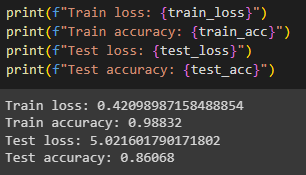 print(f"Train loss: {train_loss}")
print(f"Train accuracy: {train_acc}")
print(f"Test loss: {test_loss}")
print(f"Test accuracy: {test_acc}")
Train loss: 0.42098987158488854
Train accuracy: 0.98832
Test loss: 5.021601790171802
Test accuracy: 0.86068